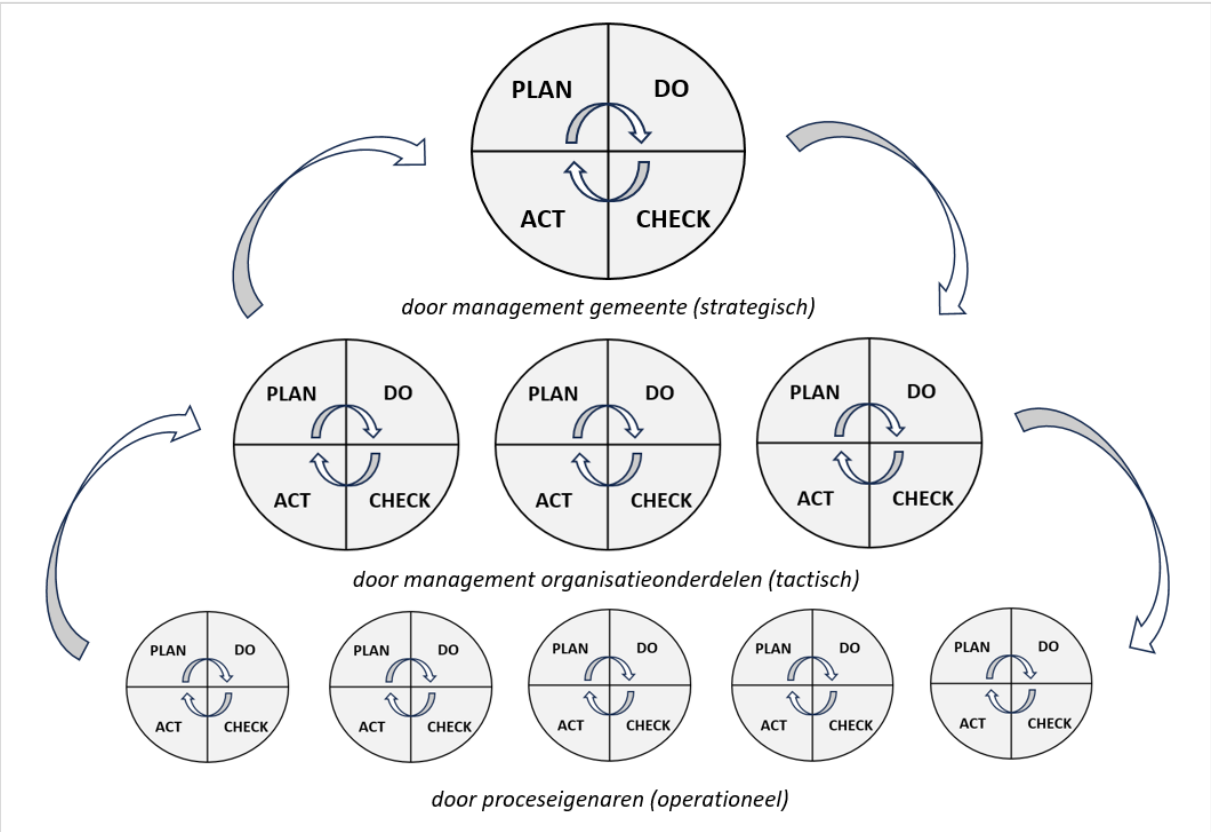 PLAN DO
ACT CHECK
door management gemeente (strategisch)
PLAN DO PLAN DO PLAN DO
ACT CHECK ACT CHECK ACT CHECK
door management organisatieonderdelen (tactisch)
PLAN DO PLAN DO PLAN DO PLAN DO PLAN DO
ACT CHECK ACT CHECK ACT CHECK ACT CHECK ACT CHECK
door proceseigenaren (operationeel)